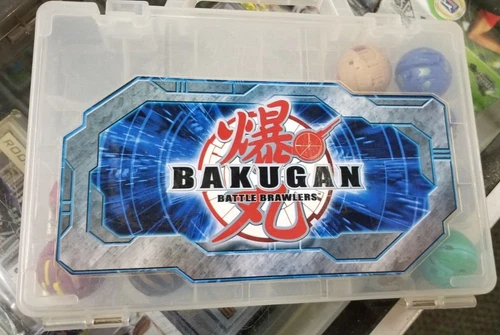 爆
BAKUGAN
BATTLE BRAWLERS
丸